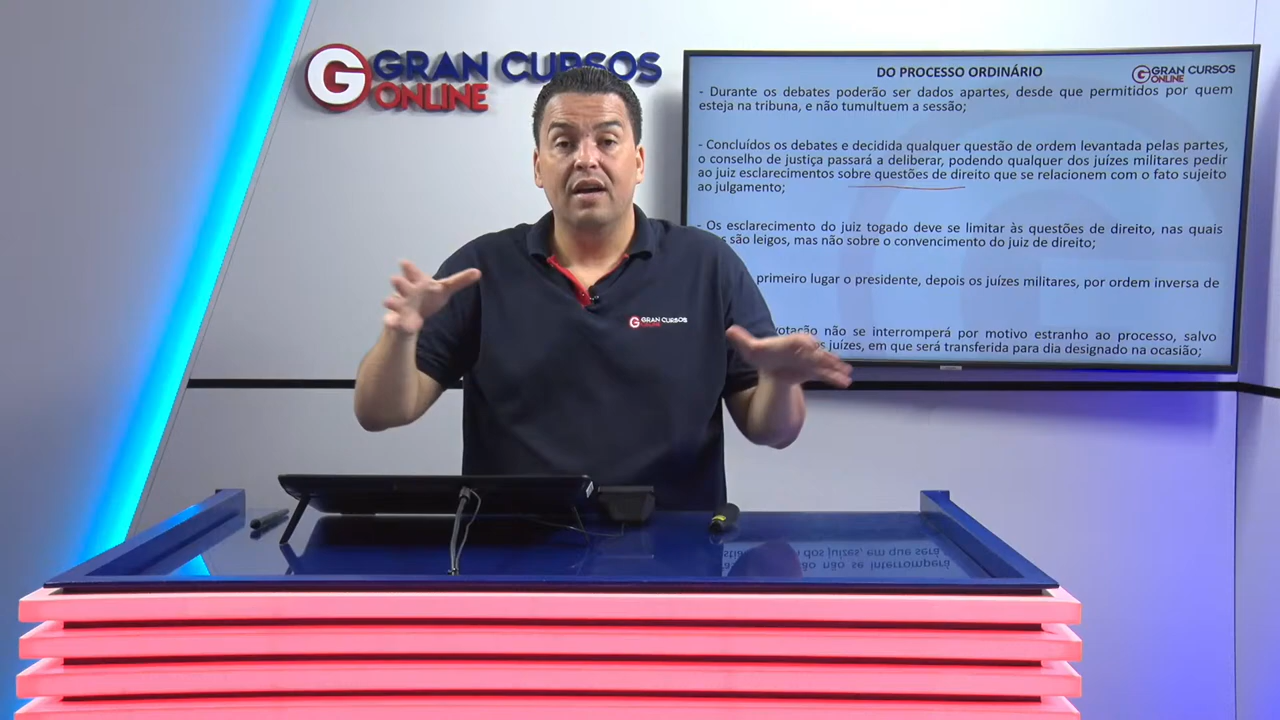 GRAN CURSOS
ONLINE
DO PROCESSO ORDINÁRIO
GRAN CURSOS
ONLINE
- Durante os debates poderão ser dados apartes, desde que permitidos por quem
esteja na tribuna, e não tumultuem a sessão;
- Concluídos os debates e decidida qualquer questão de ordem levantada pelas partes,
o conselho de justiça passará a deliberar, podendo qualquer dos juízes militares pedir
ao juiz esclarecimentos sobre questões de direito que se relacionem com o fato sujeito
ao julgamento;
- Os esclarecimento do juiz togado deve se limitar às questões de direito, nas quais
são leigos, mas não sobre o convencimento do juiz de direito;
primeiro lugar o presidente, depois os juízes militares, por ordem inversa de
votação não se interromperá por motivo estranho ao processo, salvo
juízes, em que será transferida para dia designado na ocasião;
GRAN CURSOS
ONLINE